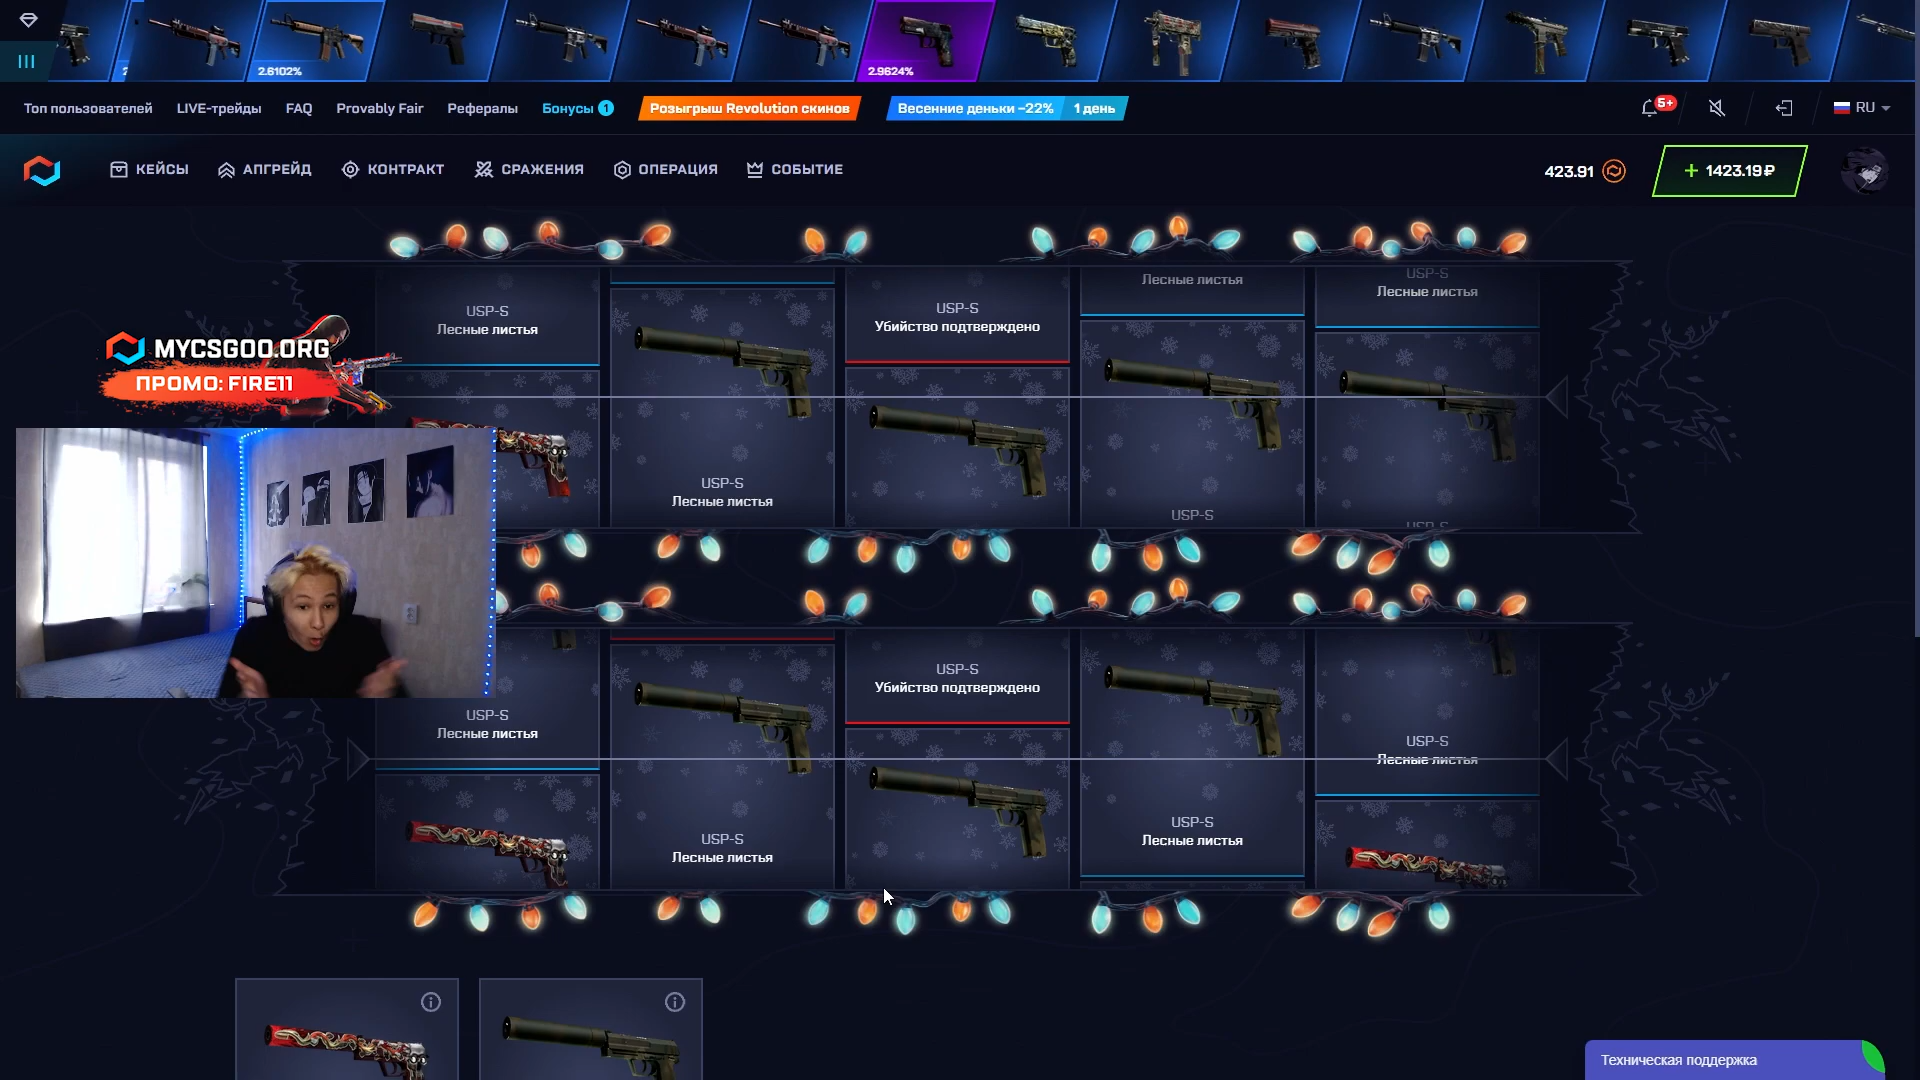 2.6102%
2.9624%
Топ пользователей
LIVE-трейды
FAQ
Provably Fair
Рефералы
Бонусы 1
Розыгрыш Revolution скинов
Весенние деньки -22%
1 день
5+
RU
КЕЙСЫ
АПГРЕЙД
КОНТРАКТ
СРАЖЕНИЯ
ОПЕРАЦИЯ
СОБЫТИЕ
423.91
+ 1423.19₽
MYCSGOO.ORG
ПРОМО: FIRE11
USP-S
Лесные листья
USP-S
Лесные листья
USP-S
Убийство подтверждено
Лесные листья
USP-S
USP-S
Лесные листья
USP-S
USP-S
Лесные листья
USP-S
Лесные листья
USP-S
Убийство подтверждено
USP-S
Лесные листья
USP-S
Лесные листья
Техническая поддержка